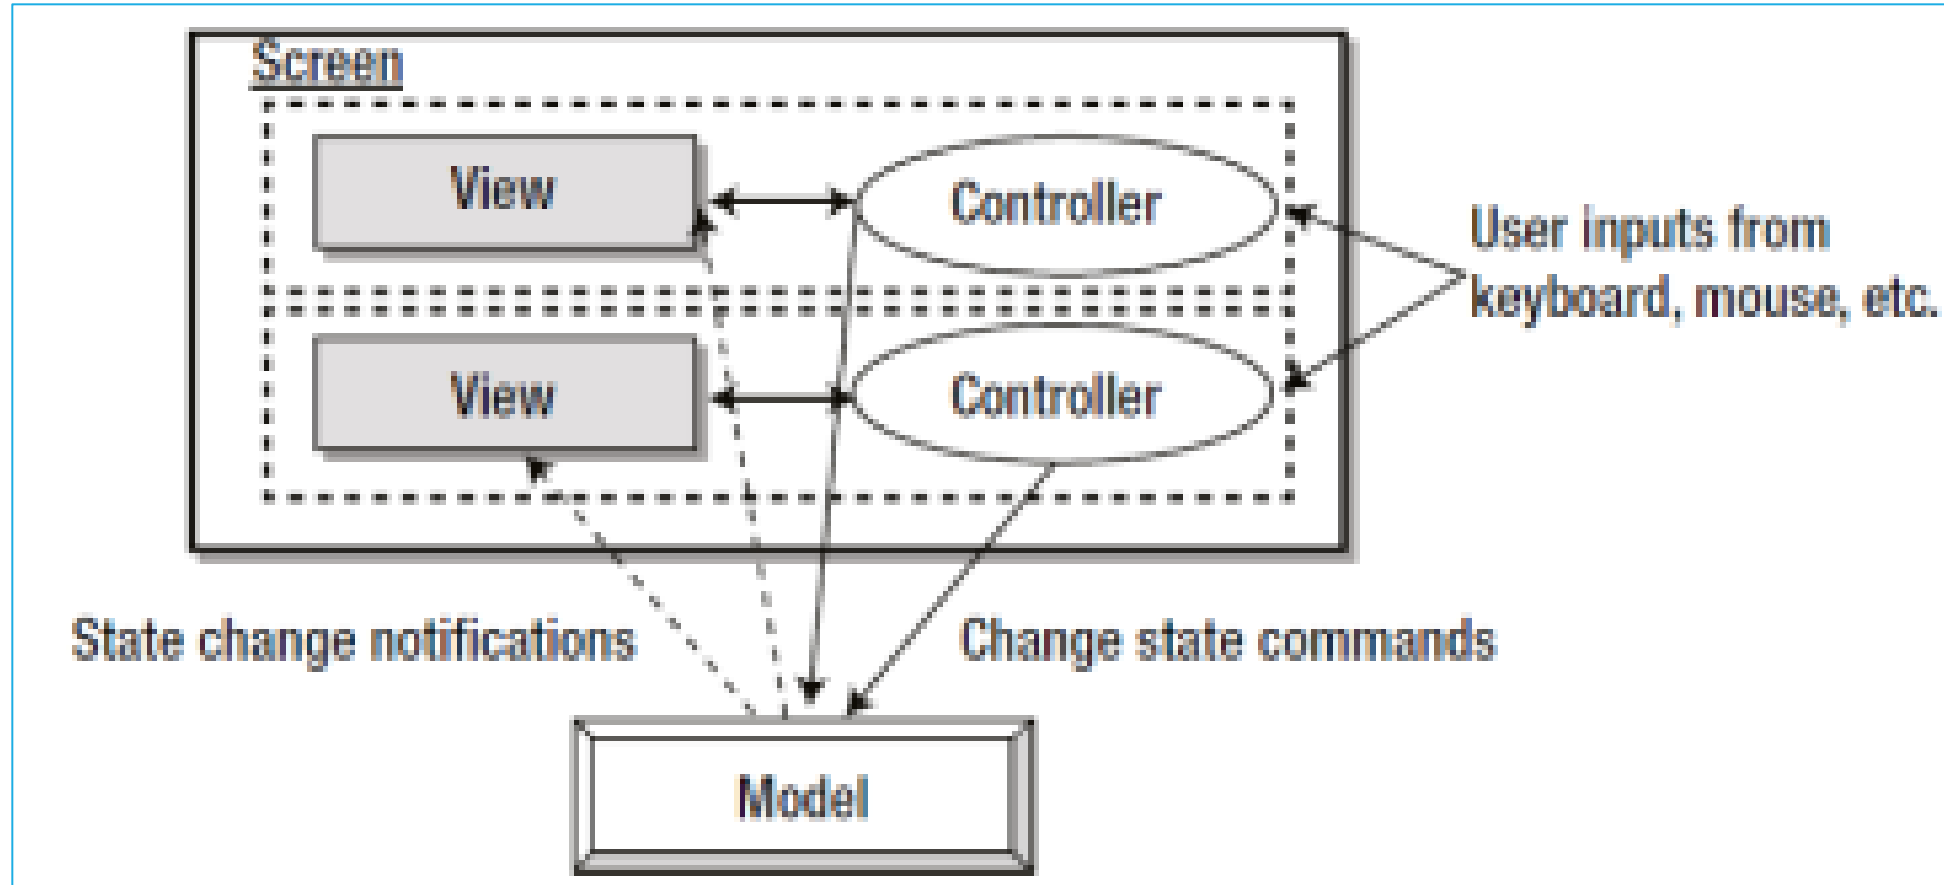 Screen
View
Controller
User inputs from
keyboard, mouse, etc.
View
Controller
State change notifications
Change state commands
Model